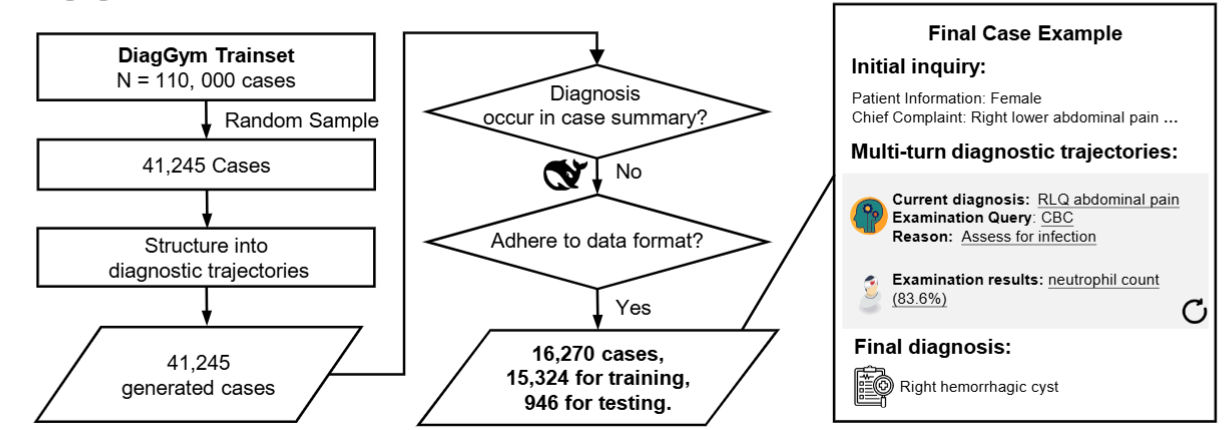 DiagGym Trainset
N = 110, 000 cases
Random Sample
41,245 Cases
Structure into
diagnostic trajectories
41,245
generated cases
Diagnosis
occur in case summary?
No
Adhere to data format?
Yes
16,270 cases,
15,324 for training,
946 for testing.
Final Case Example
Initial inquiry:
Patient Information: Female
Chief Complaint: Right lower abdominal pain ...
Multi-turn diagnostic trajectories:
Current diagnosis: RLQ abdominal pain
Examination Query: CBC
Reason: Assess for infection
Examination results: neutrophil count
(83.6%)
Final diagnosis:
Right hemorrhagic cyst